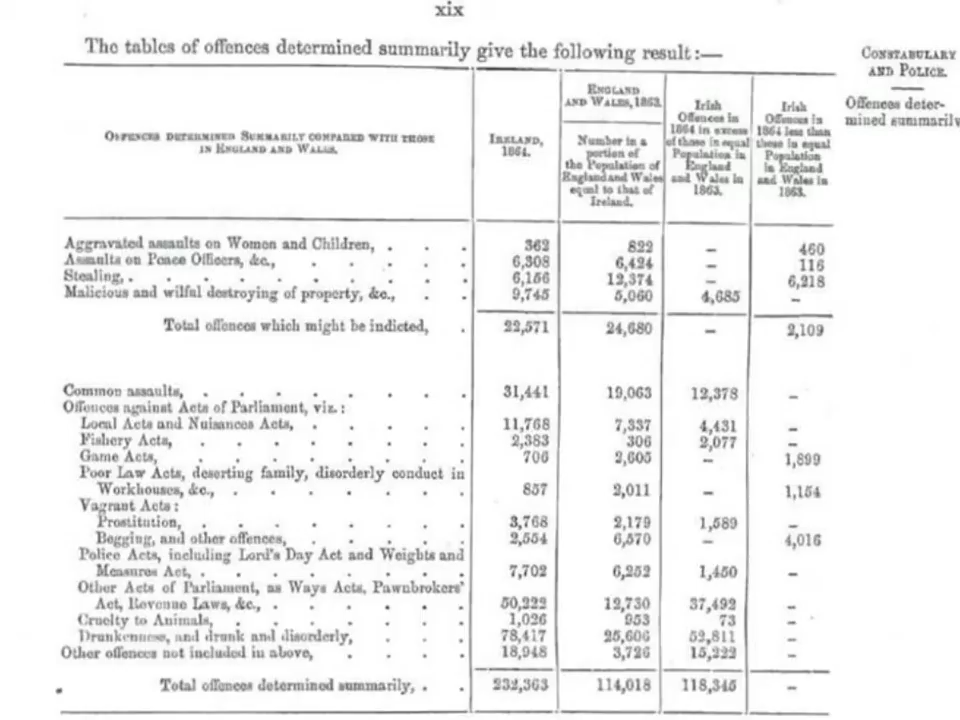 xix
The tables of offences determined summarily give the following result:—
CONSTABULARY
AND POLICE.
Offences deter-
mined summarily
OFFENCES DETERMINED SUMMARILY COMPARED WITH THOSE
IN ENGLAND AND WALES.
IRELAND,
1864.
ENGLAND
AND WALES, 1863.
Number in a
portion of
the Population of
England and Wales
equal to that of
Ireland.
Irish
Offences in
1864 in excess
of those in equal
Population in
England
and Wales in
1863.
Irish
Offences in
1864 less than
those in equal
Population
in England
and Wales in
1863.
Aggravated assaults on Women and Children, . . . 362 822 – 460
Assaults on Peace Officers, &c., . . . . . 6,308 6,424 – 116
Stealing, . . . . . . . . . 6,156 12,374 – 6,218
Malicious and wilful destroying of property, &c., . . 9,745 5,060 4,685 –
Total offences which might be indicted, . 22,571 24,680 – 2,109
Common assaults, . . . . . . . . 31,441 19,063 12,378 –
Offences against Acts of Parliament, viz. :
Local Acts and Nuisances Acts, . . . . . 11,768 7,337 4,431 –
Fishery Acts, . . . . . . . . 2,383 306 2,077 –
Game Acts, . . . . . . . . 706 2,605 – 1,899
Poor Law Acts, deserting family, disorderly conduct in
Workhouses, &c., . . . . . . . 857 2,011 – 1,154
Vagrant Acts :
Prostitution, . . . . . . . . 3,768 2,179 1,589 –
Begging, and other offences, . . . . . 2,554 6,570 – 4,016
Police Acts, including Lord's Day Act and Weights and
Measures Act, . . . . . . . . 7,702 6,252 1,450 –
Other Acts of Parliament, as Ways Acts, Pawnbrokers'
Act, Revenue Laws, &c., . . . . . . 50,222 12,730 37,492 –
Cruelty to Animals, . . . . . . . 1,026 953 73 –
Drunkenness, and drunk and disorderly, . . . 78,417 25,606 52,811 –
Other offences not included in above, . . . . 18,948 3,726 15,222 –
Total offences determined summarily, . . 232,363 114,018 118,345 –